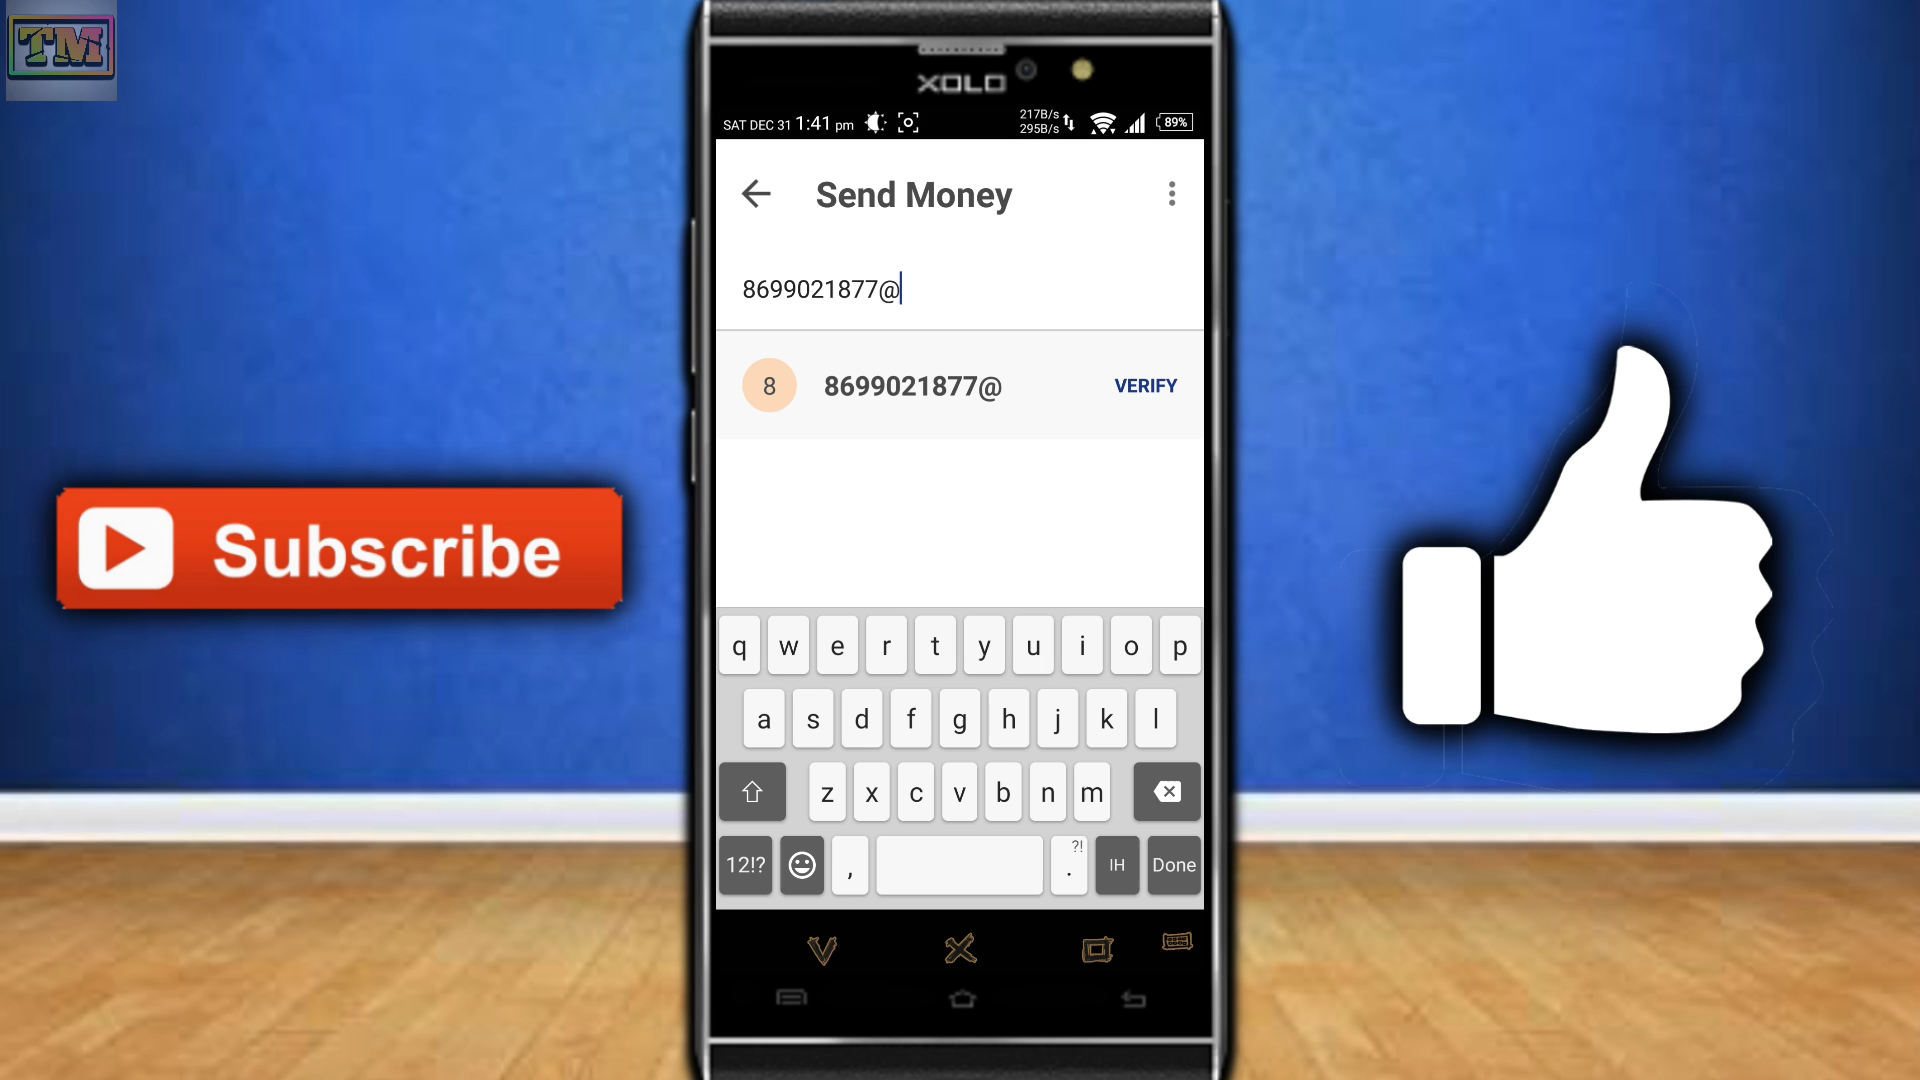 TM
XOLO
SAT DEC 31 1:41 pm
217B/s
295B/s
89%
Send Money
8699021877@
8 8699021877@ VERIFY
Subscribe
q w e r t y u i o p
a s d f g h j k l
z x c v b n m
12!? , ?! . IH Done